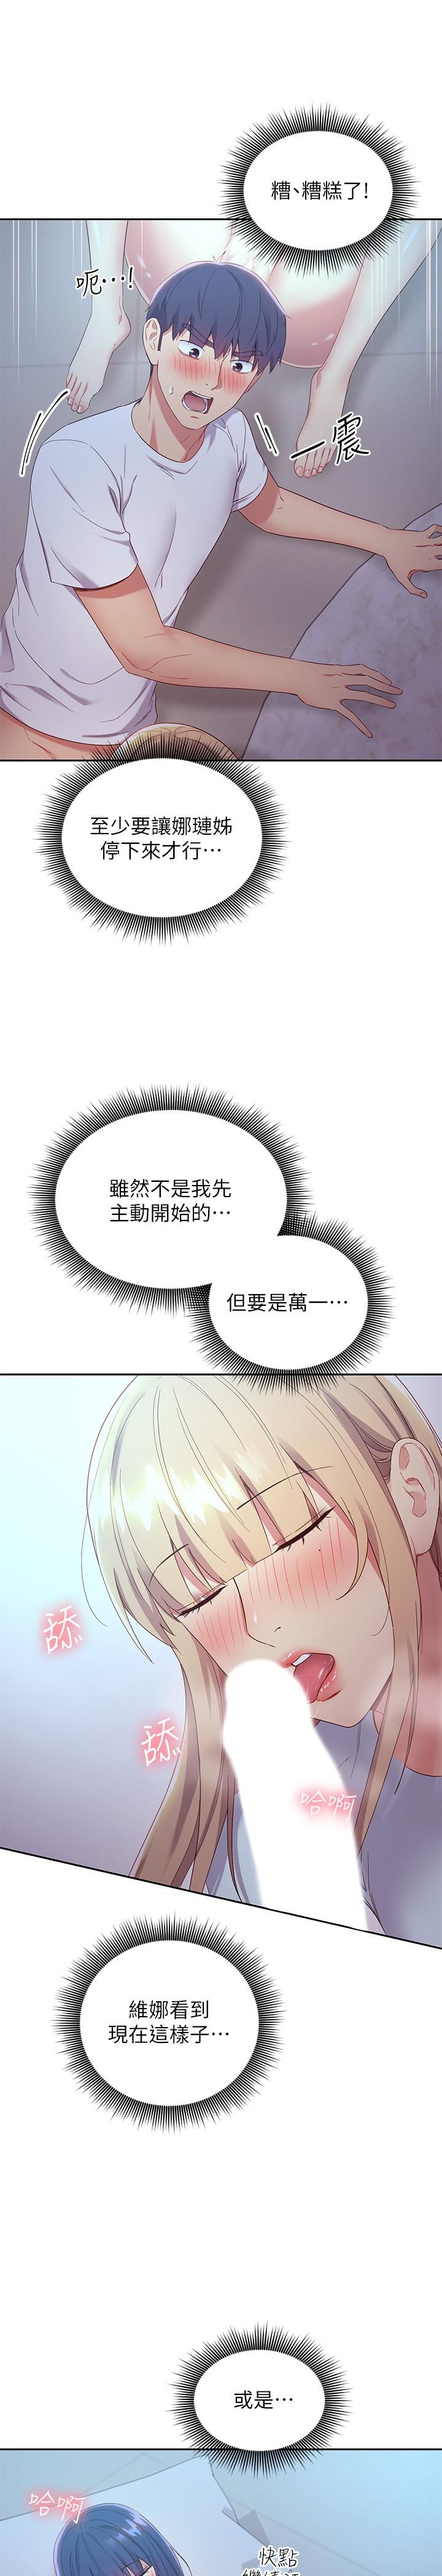 糟、糟糕了!
呃…!
一震
至少要讓娜璉姊
停下來才行…
雖然不是我先
主動開始的…
但要是萬一…
舔
舔
哈啊
維娜看到
現在這樣子…
或是…
哈啊
快點